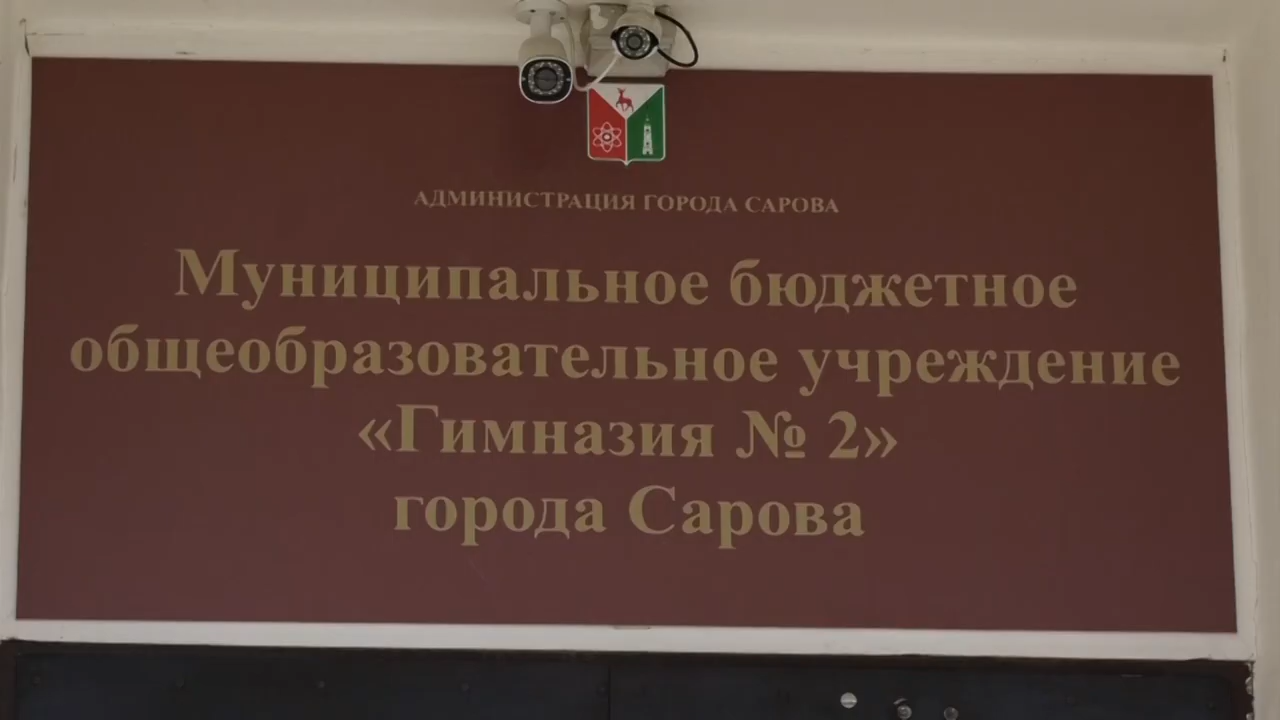 АДМИНИСТРАЦИЯ ГОРОДА САРОВА
Муниципальное бюджетное
общеобразовательное учреждение
«Гимназия № 2»
города Сарова